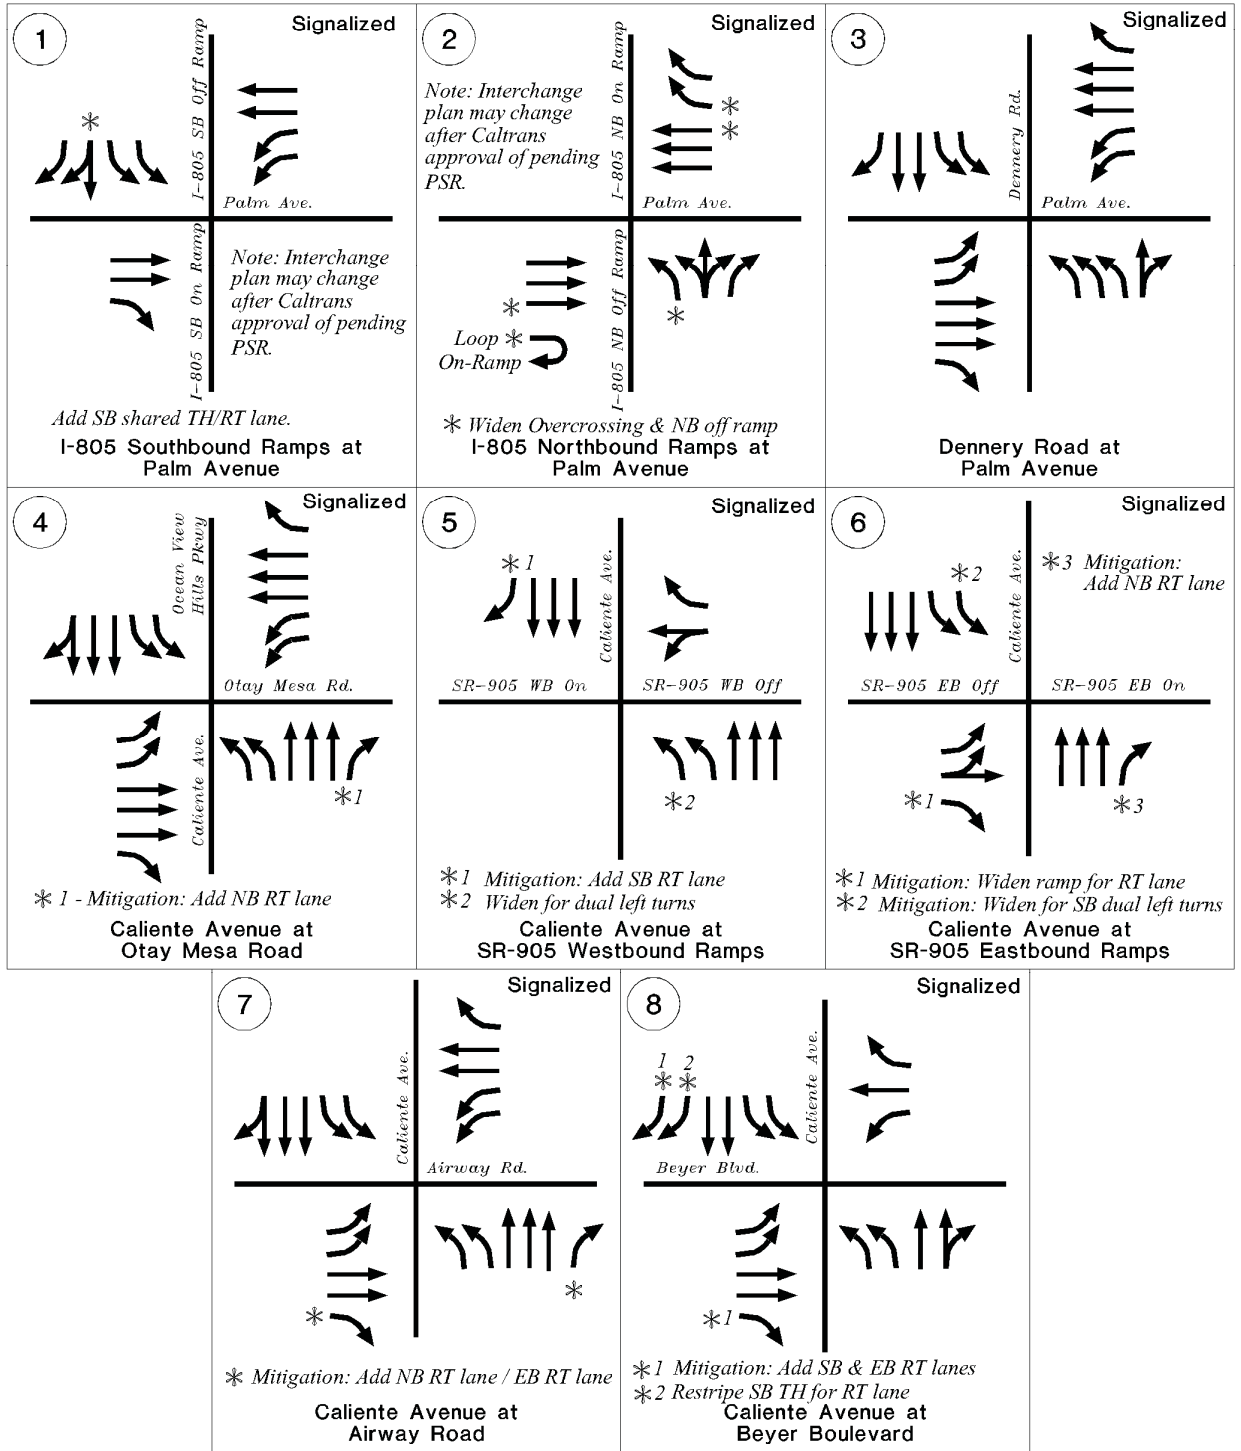 1
Signalized
I-805 SB Off Ramp
✻
Palm Ave.
I-805 SB On Ramp
Note: Interchange
plan may change
after Caltrans
approval of pending
PSR.
Add SB shared TH/RT lane.
I-805 Southbound Ramps at
Palm Avenue
2
Signalized
Note: Interchange
plan may change
after Caltrans
approval of pending
PSR.
I-805 NB On Ramp
✻
✻
Palm Ave.
I-805 NB Off Ramp
✻
Loop ✻
On-Ramp
✻
✻ Widen Overcrossing & NB off ramp
I-805 Northbound Ramps at
Palm Avenue
3
Signalized
Dennery Rd.
Palm Ave.
Dennery Road at
Palm Avenue
4
Signalized
Ocean View
Hills Pkwy
Otay Mesa Rd.
Caliente Ave.
✻ 1
✻ 1 - Mitigation: Add NB RT lane
Caliente Avenue at
Otay Mesa Road
5
Signalized
✻ 1
Caliente Ave.
SR-905 WB On
SR-905 WB Off
✻ 2
✻ 1 Mitigation: Add SB RT lane
✻ 2 Widen for dual left turns
Caliente Avenue at
SR-905 Westbound Ramps
6
Signalized
✻ 2
Caliente Ave.
✻ 3 Mitigation:
Add NB RT lane
SR-905 EB Off
SR-905 EB On
✻ 1
✻ 3
✻ 1 Mitigation: Widen ramp for RT lane
✻ 2 Mitigation: Widen for SB dual left turns
Caliente Avenue at
SR-905 Eastbound Ramps
7
Signalized
Caliente Ave.
Airway Rd.
✻
✻
✻ Mitigation: Add NB RT lane / EB RT lane
Caliente Avenue at
Airway Road
8
Signalized
1 2
✻ ✻
Caliente Ave.
Beyer Blvd.
✻ 1
✻ 1 Mitigation: Add SB & EB RT lanes
✻ 2 Restripe SB TH for RT lane
Caliente Avenue at
Beyer Boulevard